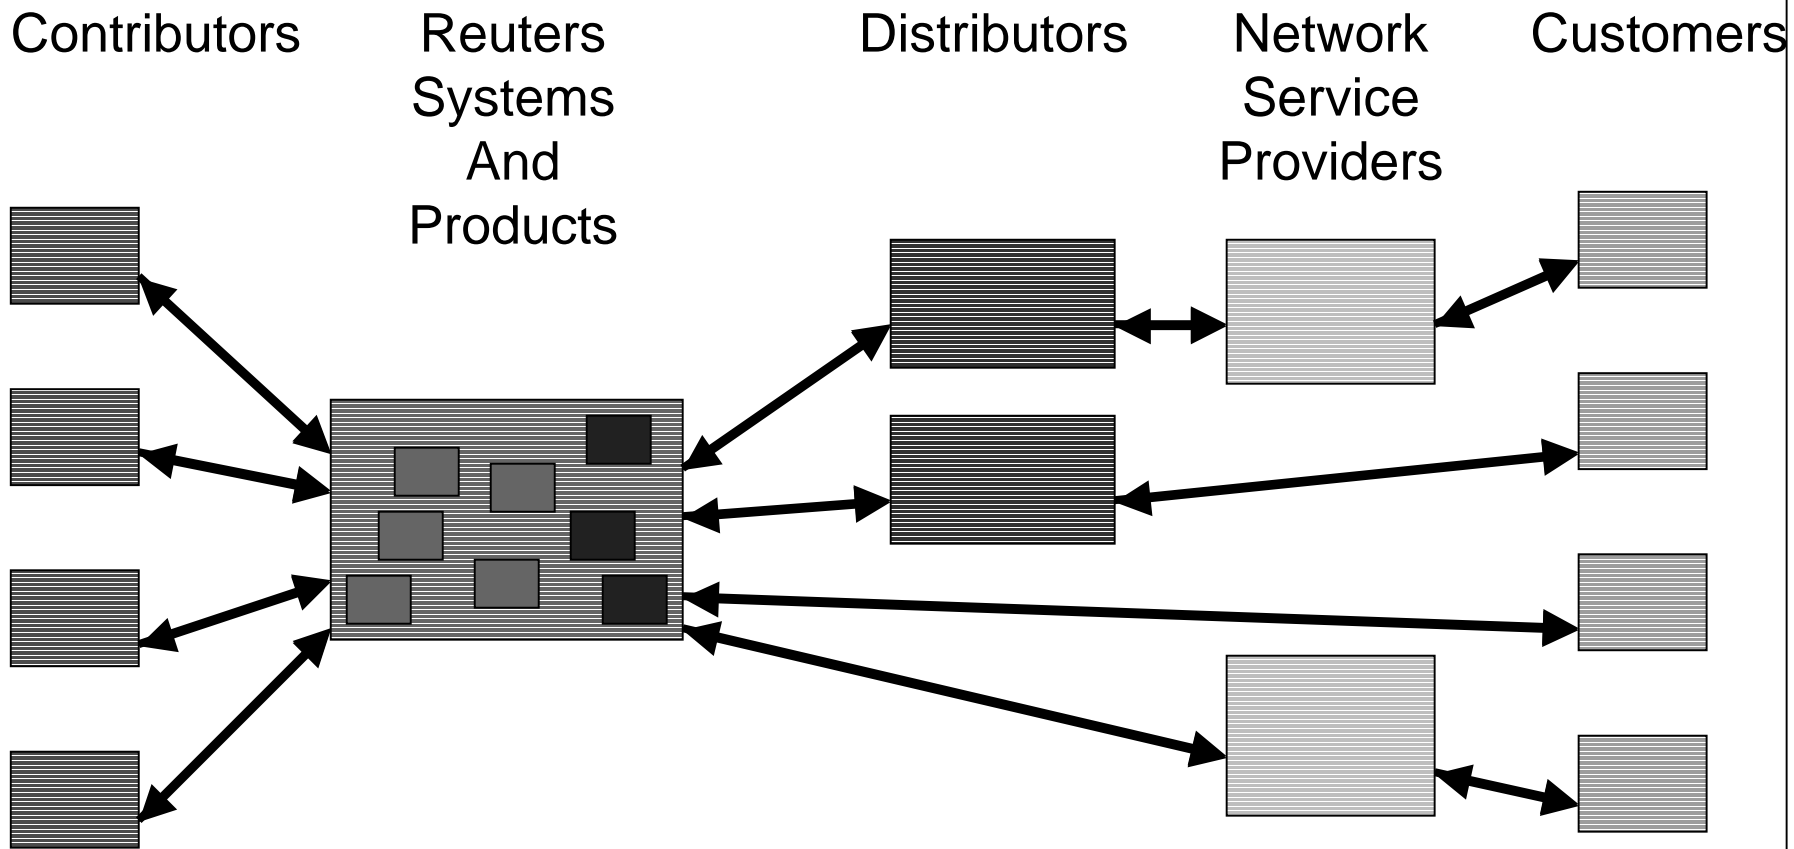 Contributors
Reuters
Systems
And
Products
Distributors
Network
Service
Providers
Customers